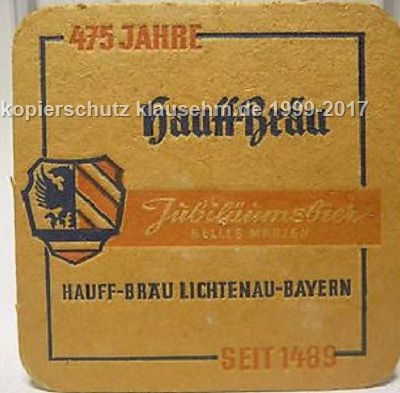 475 JAHRE
kopierschutz klausehm.de 1999-2017
Hauff-Bräu
Jubiläumsbier
HELLES MÄRZEN
HAUFF-BRÄU LICHTENAU-BAYERN
SEIT 1489